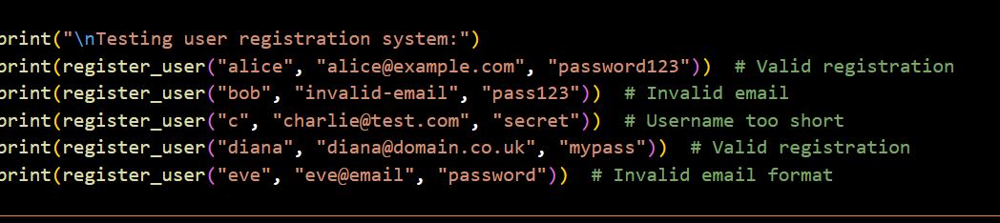 print("\nTesting user registration system:")
print(register_user("alice", "alice@example.com", "password123"))  # Valid registration
print(register_user("bob", "invalid-email", "pass123"))  # Invalid email
print(register_user("c", "charlie@test.com", "secret"))  # Username too short
print(register_user("diana", "diana@domain.co.uk", "mypass"))  # Valid registration
print(register_user("eve", "eve@email", "password"))  # Invalid email format